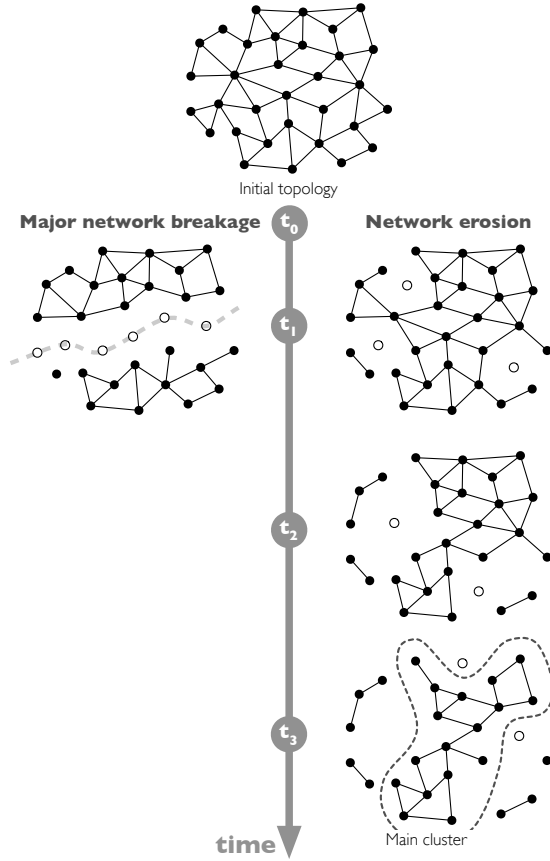 Initial topology
Major network breakage
t0
Network erosion
t1
t2
t3
time
Main cluster